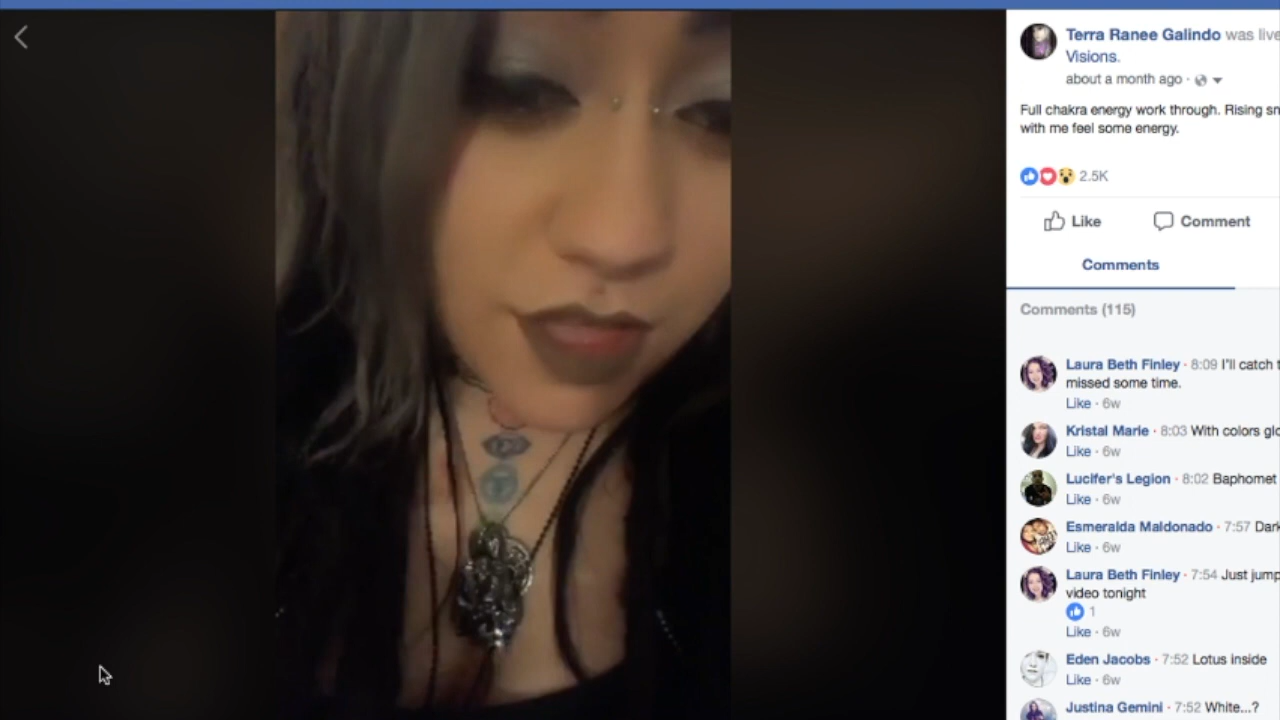 Terra Ranee Galindo was live
Visions.
about a month ago
Full chakra energy work through. Rising
with me feel some energy.
2.5K
Like
Comment
Comments
Comments (115)
Laura Beth Finley · 8:09 I'll catch
missed some time.
Like · 6w
Kristal Marie · 8:03 With colors
Like · 6w
Lucifer's Legion · 8:02 Baphomet
Like · 6w
Esmeralda Maldonado · 7:57
Like · 6w
Laura Beth Finley · 7:54 Just
video tonight
1
Like · 6w
Eden Jacobs · 7:52 Lotus inside
Like · 6w
Justina Gemini · 7:52 White...?